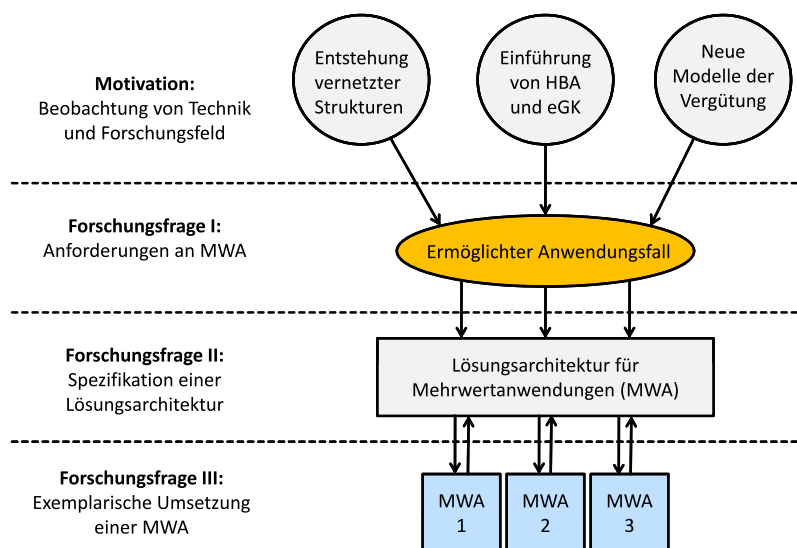 Motivation:
Beobachtung von Technik
und Forschungsfeld
Entstehung
vernetzter
Strukturen
Einführung
von HBA
und eGK
Neue
Modelle der
Vergütung
Forschungsfrage I:
Anforderungen an MWA
Ermöglichter Anwendungsfall
Forschungsfrage II:
Spezifikation einer
Lösungsarchitektur
Lösungsarchitektur für
Mehrwertanwendungen (MWA)
Forschungsfrage III:
Exemplarische Umsetzung
einer MWA
MWA
1
MWA
2
MWA
3